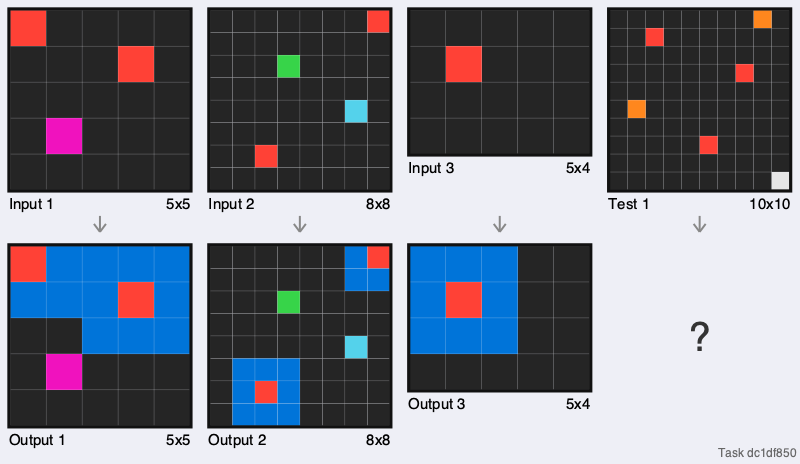 Input 1 5x5
Input 2 8x8
Input 3 5x4
Test 1 10x10
Output 1 5x5
Output 2 8x8
Output 3 5x4
?
Task dc1df850